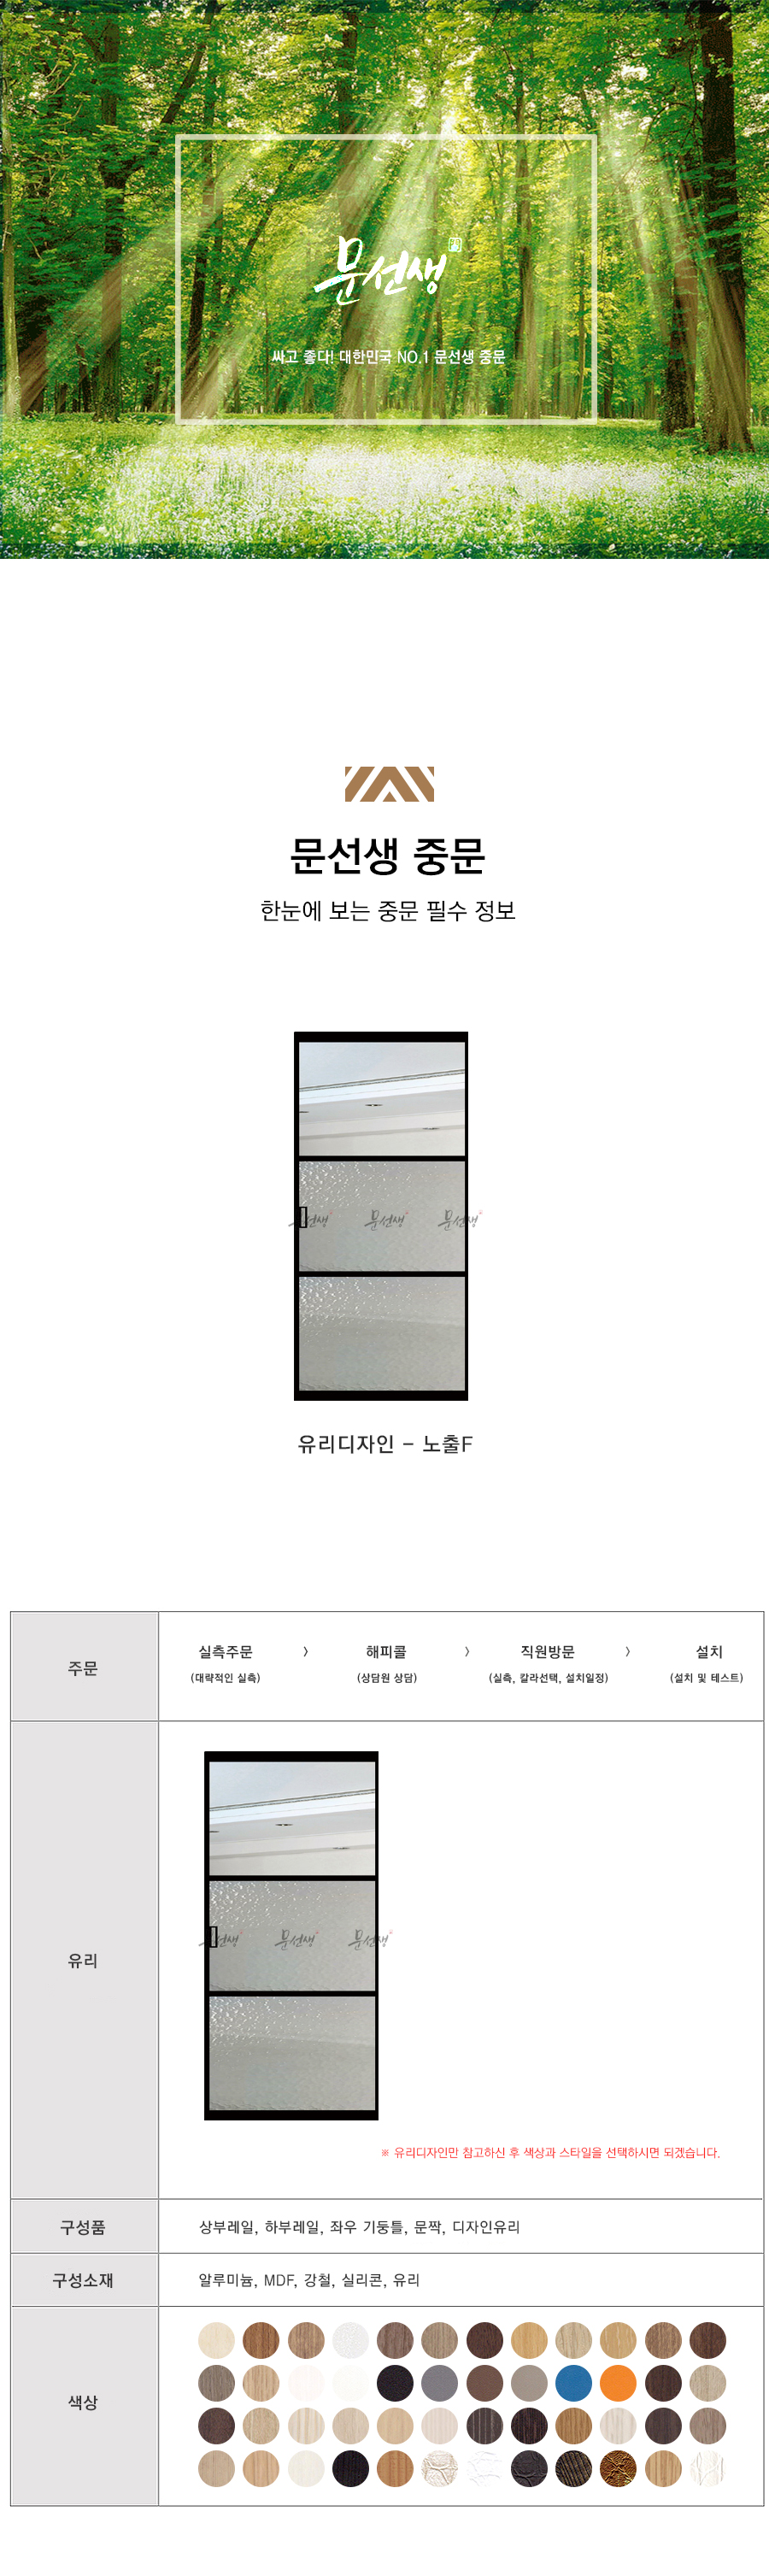 문선생
싸고 좋다! 대한민국 NO.1 문선생 중문
문선생 중문
한눈에 보는 중문 필수 정보
문선생 문선생 문선생
유리디자인 - 노출F
주문
실측주문 > 해피콜 > 직원방문 > 설치
(대략적인 실측) (상담원 상담) (실측, 칼라선택, 설치일정) (설치 및 테스트)
유리
문선생 문선생 문선생
※ 유리디자인만 참고하신 후 색상과 스타일을 선택하시면 되겠습니다.
구성품
상부레일, 하부레일, 좌우 기둥틀, 문짝, 디자인유리
구성소재
알루미늄, MDF, 강철, 실리콘, 유리
색상